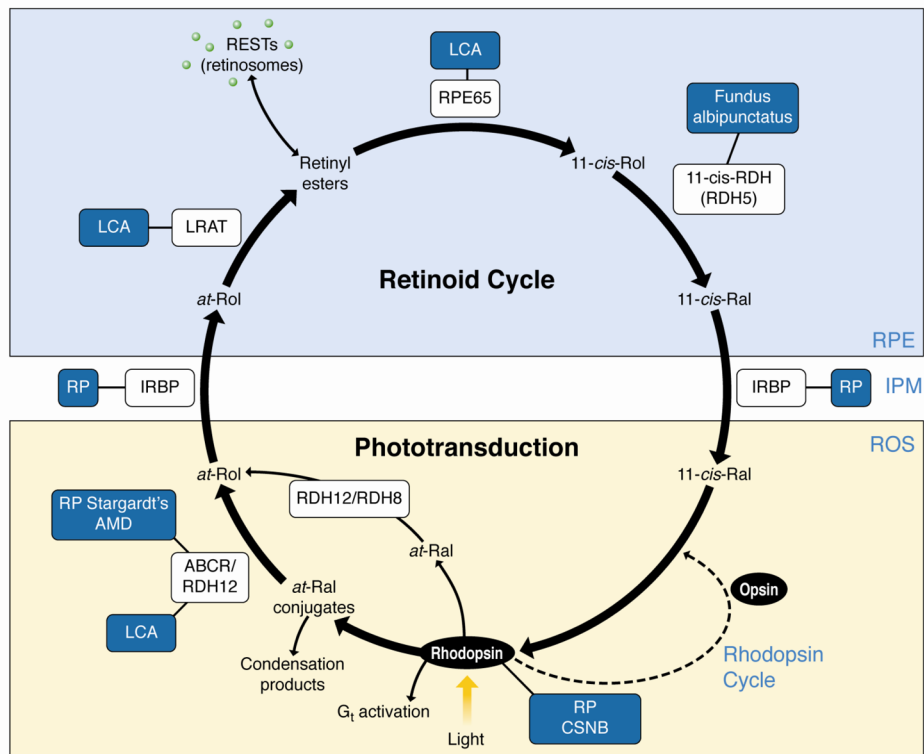 RESTs
(retinosomes)
LCA
RPE65
Fundus
albipunctatus
11-cis-RDH
(RDH5)
Retinyl
esters
11-cis-Rol
LCA
LRAT
Retinoid Cycle
at-Rol
11-cis-Ral
RPE
RP
IRBP
IRBP
RP
IPM
Phototransduction
ROS
at-Rol
11-cis-Ral
RDH12/RDH8
RP Stargardt's
AMD
at-Ral
ABCR/
RDH12
at-Ral
conjugates
Opsin
LCA
Rhodopsin
Rhodopsin
Cycle
Condensation
products
Gt activation
RP
CSNB
Light